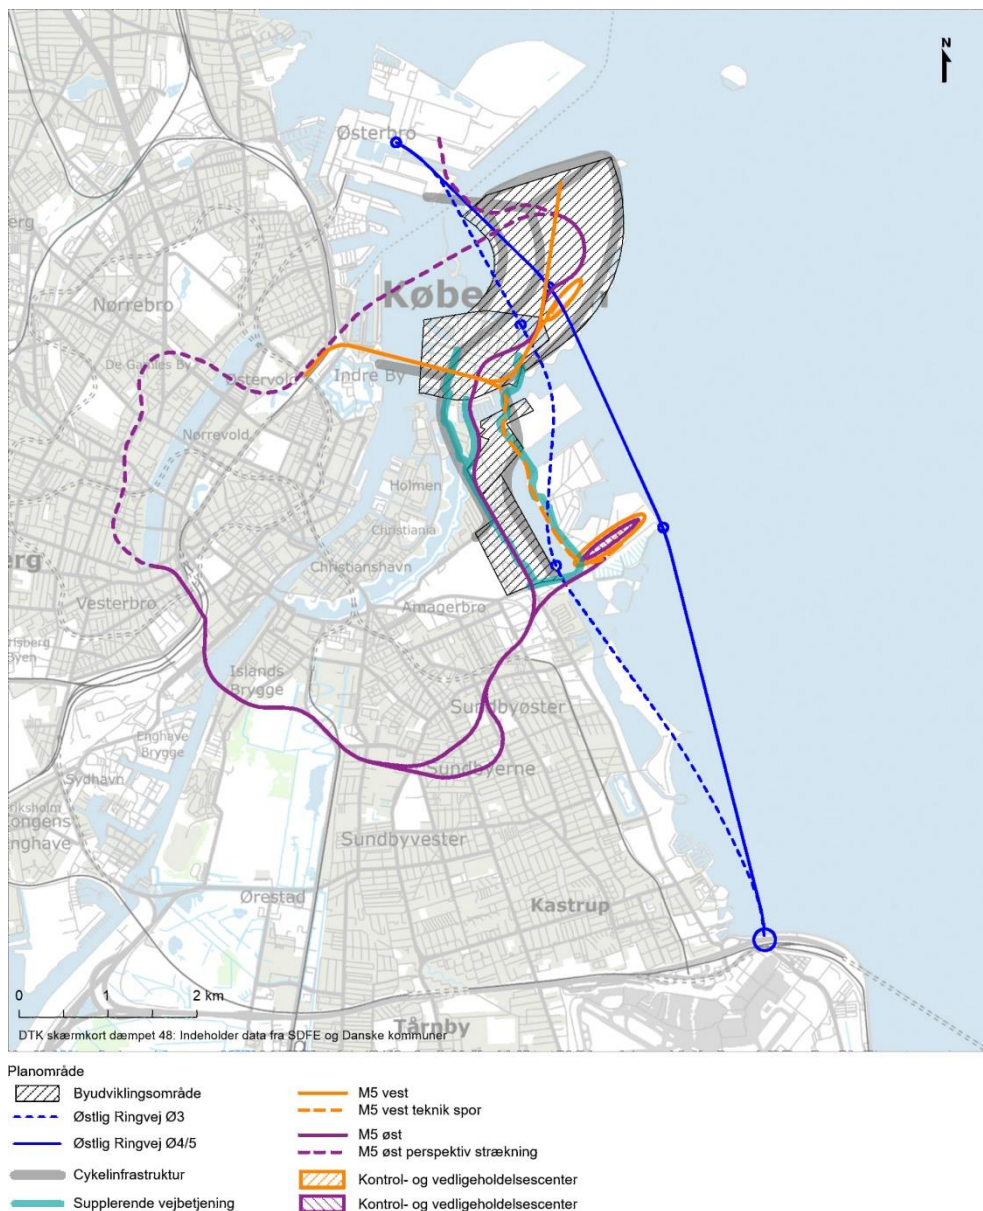 N
Østerbro
Nørrebro
Købe
n
De Gamles By
Østervold
Indre By
Nørrevold
Holmen
Christiania
Christianshavn
erg
Vesterbro
Amagerbro
Islands
Brygge
Sundbyøster
Enghave
Brygge
Sundbyerne
Sydhavn
Sundbyvester
Ørestad
Kastrup
0 1 2 km
Tårnby
DTK skærmkort dæmpet 48: Indeholder data fra SDFE og Danske kommuner
Planområde
Byudviklingsområde
Østlig Ringvej Ø3
Østlig Ringvej Ø4/5
Cykelinfrastruktur
Supplerende vejbetjening
M5 vest
M5 vest teknik spor
M5 øst
M5 øst perspektiv strækning
Kontrol- og vedligeholdelsescenter
Kontrol- og vedligeholdelsescenter